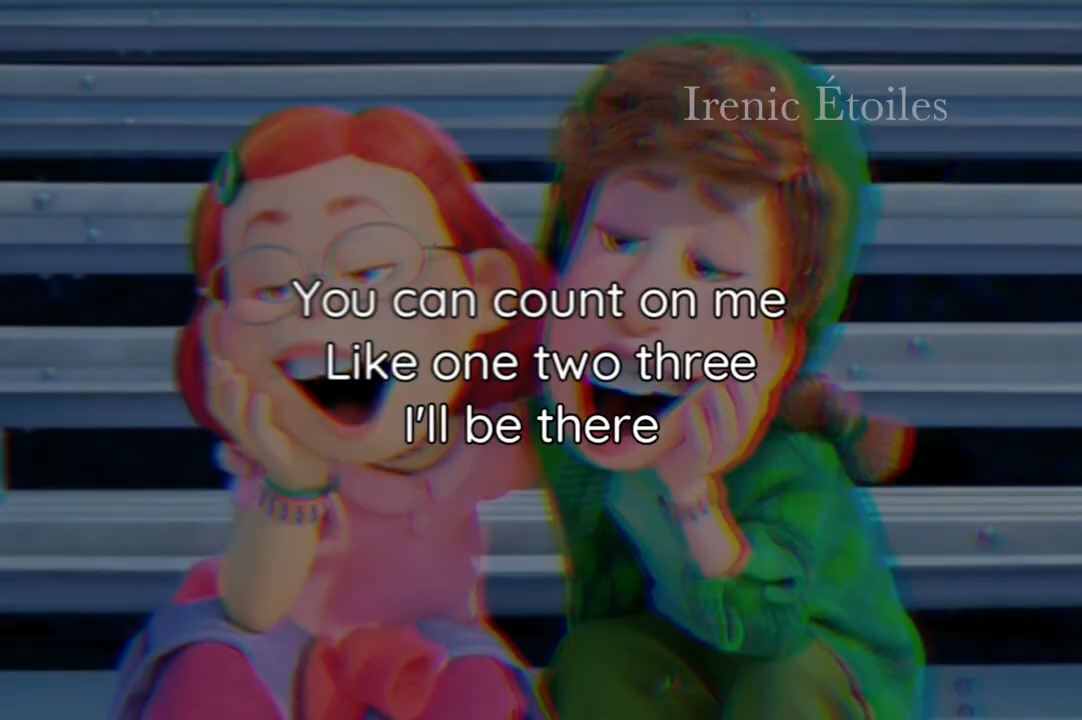 Irenic Étoiles
You can count on me
Like one two three
I'll be there